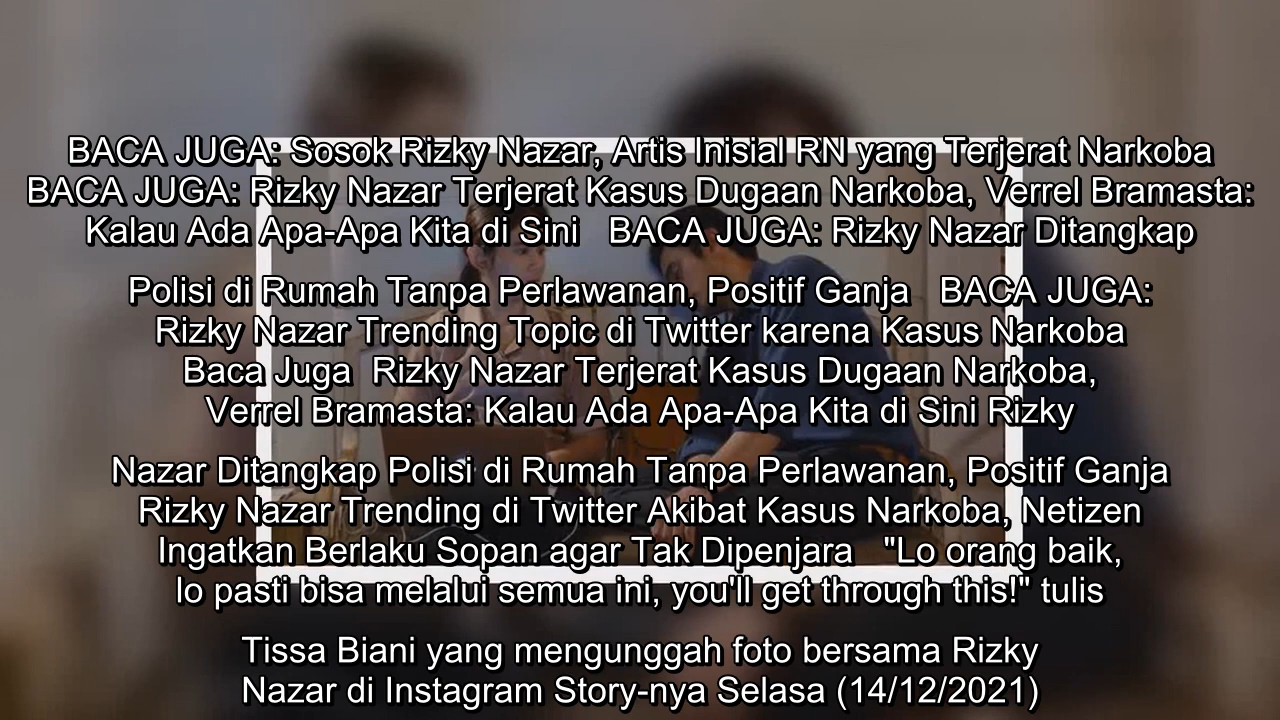 BACA JUGA: Sosok Rizky Nazar, Artis Inisial RN yang Terjerat Narkoba
BACA JUGA: Rizky Nazar Terjerat Kasus Dugaan Narkoba, Verrel Bramasta:
Kalau Ada Apa-Apa Kita di Sini   BACA JUGA: Rizky Nazar Ditangkap
Polisi di Rumah Tanpa Perlawanan, Positif Ganja   BACA JUGA:
Rizky Nazar Trending Topic di Twitter karena Kasus Narkoba
Baca Juga  Rizky Nazar Terjerat Kasus Dugaan Narkoba,
Verrel Bramasta: Kalau Ada Apa-Apa Kita di Sini Rizky
Nazar Ditangkap Polisi di Rumah Tanpa Perlawanan, Positif Ganja
Rizky Nazar Trending di Twitter Akibat Kasus Narkoba, Netizen
Ingatkan Berlaku Sopan agar Tak Dipenjara   "Lo orang baik,
lo pasti bisa melalui semua ini, you'll get through this!" tulis
Tissa Biani yang mengunggah foto bersama Rizky
Nazar di Instagram Story-nya Selasa (14/12/2021)